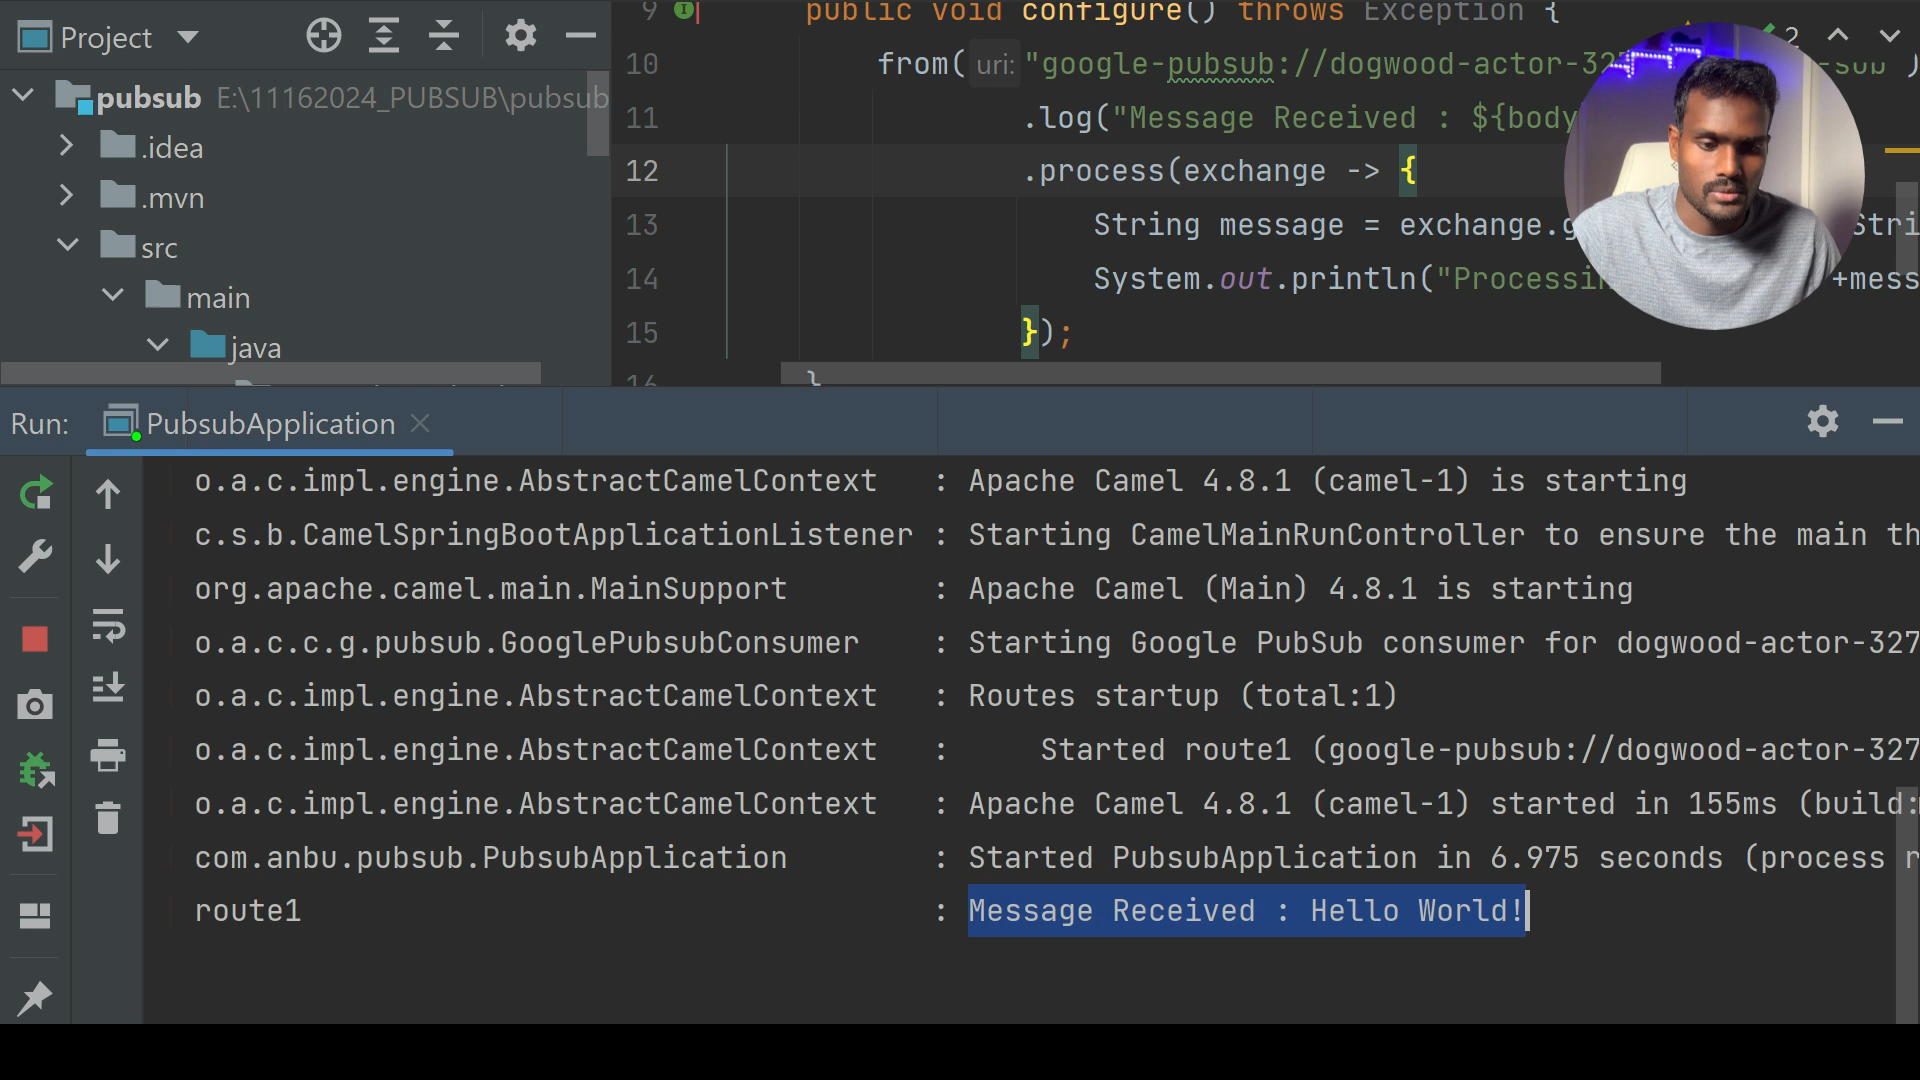 Project
pubsub E:\11162024_PUBSUB\pubsub
.idea
.mvn
src
main
java
9 public void configure() throws Exception {
10 from( uri: "google-pubsub://dogwood-actor-32
11 .log("Message Received : ${body
12 .process(exchange -> {
13 String message = exchange.g
14 System.out.println("Processin +mess
15 });
16 }
2
Run: PubsubApplication
o.a.c.impl.engine.AbstractCamelContext : Apache Camel 4.8.1 (camel-1) is starting
c.s.b.CamelSpringBootApplicationListener : Starting CamelMainRunController to ensure the main th
org.apache.camel.main.MainSupport : Apache Camel (Main) 4.8.1 is starting
o.a.c.c.g.pubsub.GooglePubsubConsumer : Starting Google PubSub consumer for dogwood-actor-327
o.a.c.impl.engine.AbstractCamelContext : Routes startup (total:1)
o.a.c.impl.engine.AbstractCamelContext : Started route1 (google-pubsub://dogwood-actor-327
o.a.c.impl.engine.AbstractCamelContext : Apache Camel 4.8.1 (camel-1) started in 155ms (build:
com.anbu.pubsub.PubsubApplication : Started PubsubApplication in 6.975 seconds (process r
route1 : Message Received : Hello World!